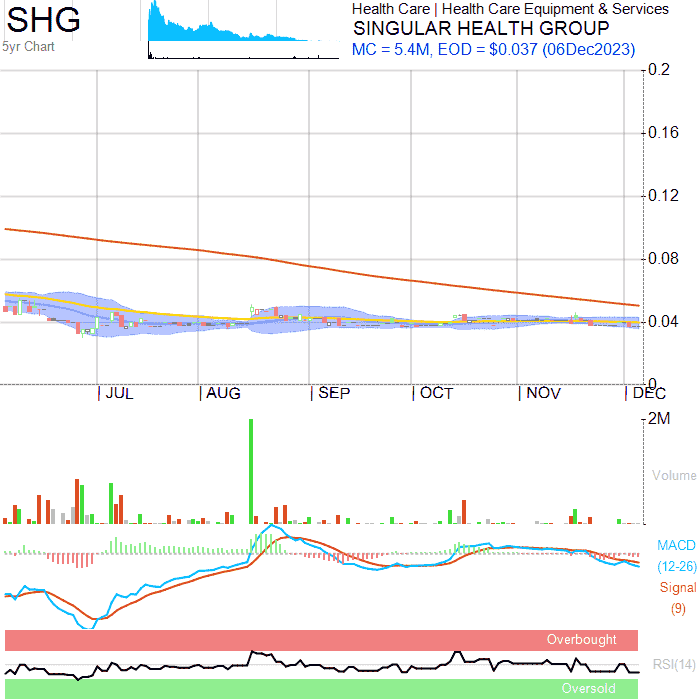 SHG
5yr Chart
Health Care | Health Care Equipment & Services
SINGULAR HEALTH GROUP
MC = 5.4M, EOD = $0.037 (06Dec2023)
0.2
0.16
0.12
0.08
0.04
0
JUL
AUG
SEP
OCT
NOV
DEC
2M
Volume
MACD
(12-26)
Signal
(9)
Overbought
RSI(14)
Oversold